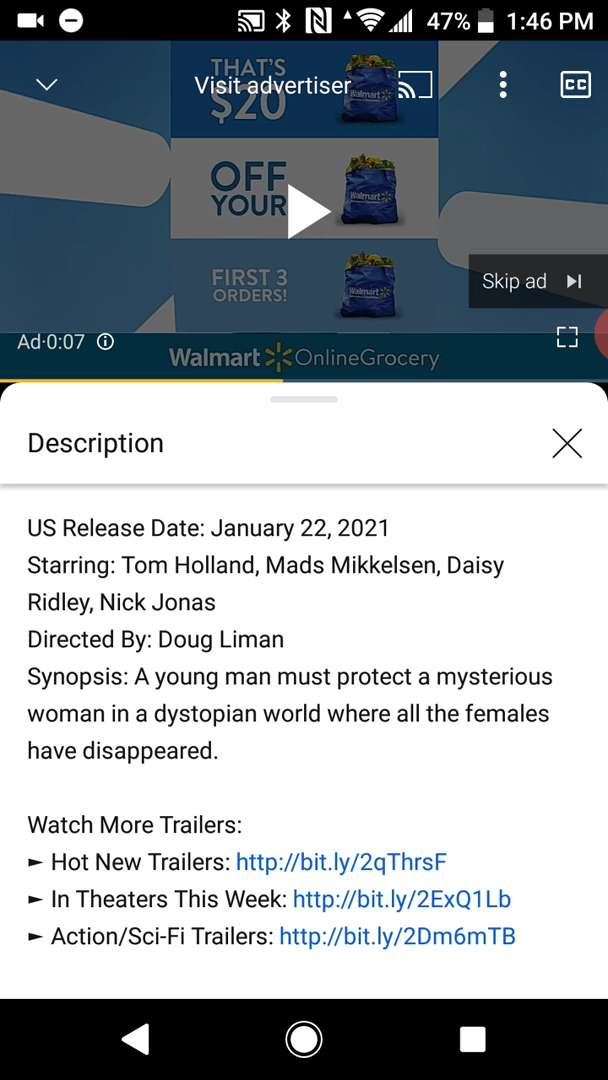 47% 1:46 PM
THAT'S
$20
Visit advertiser
CC
Walmart
OFF
YOUR
Walmart
Skip ad
FIRST 3
ORDERS!
Walmart
Ad·0:07
Walmart OnlineGrocery
Description
US Release Date: January 22, 2021
Starring: Tom Holland, Mads Mikkelsen, Daisy
Ridley, Nick Jonas
Directed By: Doug Liman
Synopsis: A young man must protect a mysterious
woman in a dystopian world where all the females
have disappeared.
Watch More Trailers:
► Hot New Trailers: http://bit.ly/2qThrsF
► In Theaters This Week: http://bit.ly/2ExQ1Lb
► Action/Sci-Fi Trailers: http://bit.ly/2Dm6mTB